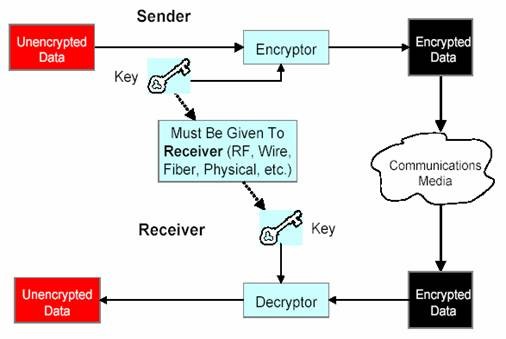 Sender
Unencrypted
Data
Encryptor
Encrypted
Data
Key
Must Be Given To
Receiver (RF, Wire,
Fiber, Physical, etc.)
Communications
Media
Receiver
Key
Unencrypted
Data
Decryptor
Encrypted
Data